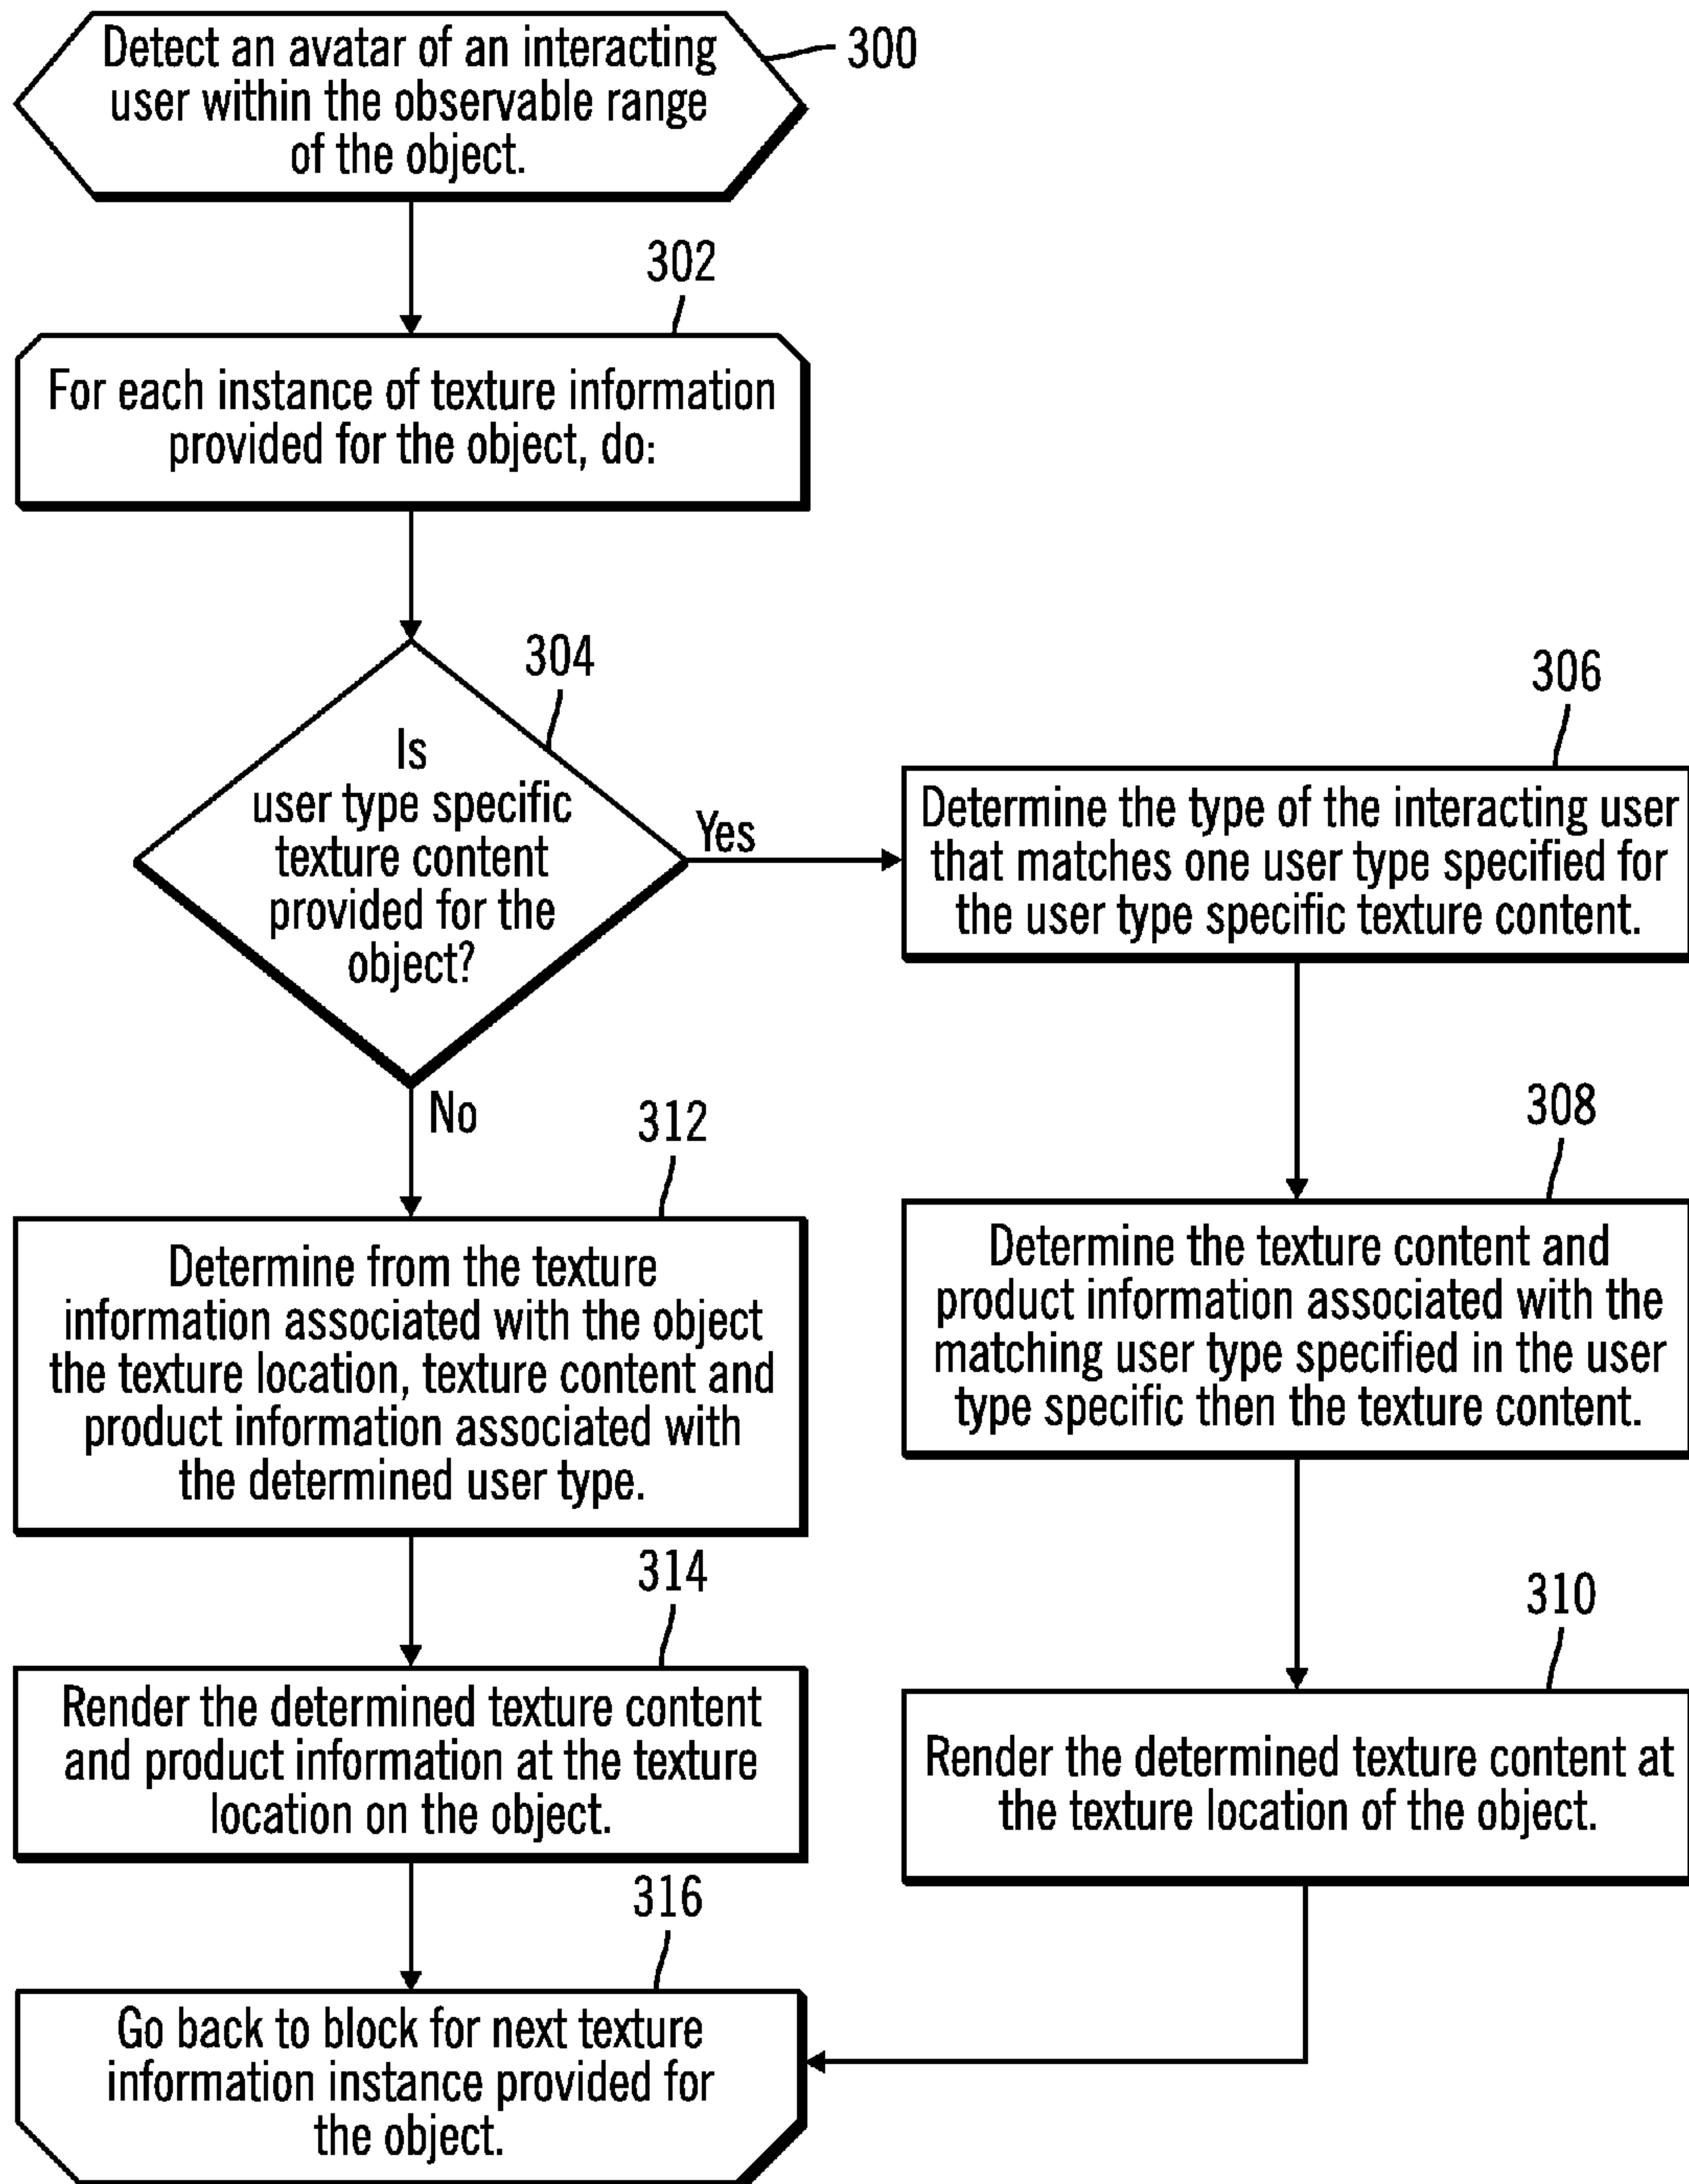 Detect an avatar of an interacting
user within the observable range
of the object.
300
302
For each instance of texture information
provided for the object, do:
304
Is
user type specific
texture content
provided for the
object?
Yes
306
Determine the type of the interacting user
that matches one user type specified for
the user type specific texture content.
308
Determine the texture content and
product information associated with the
matching user type specified in the user
type specific then the texture content.
310
Render the determined texture content at
the texture location of the object.
No
312
Determine from the texture
information associated with the object
the texture location, texture content and
product information associated with
the determined user type.
314
Render the determined texture content
and product information at the texture
location on the object.
316
Go back to block for next texture
information instance provided for
the object.